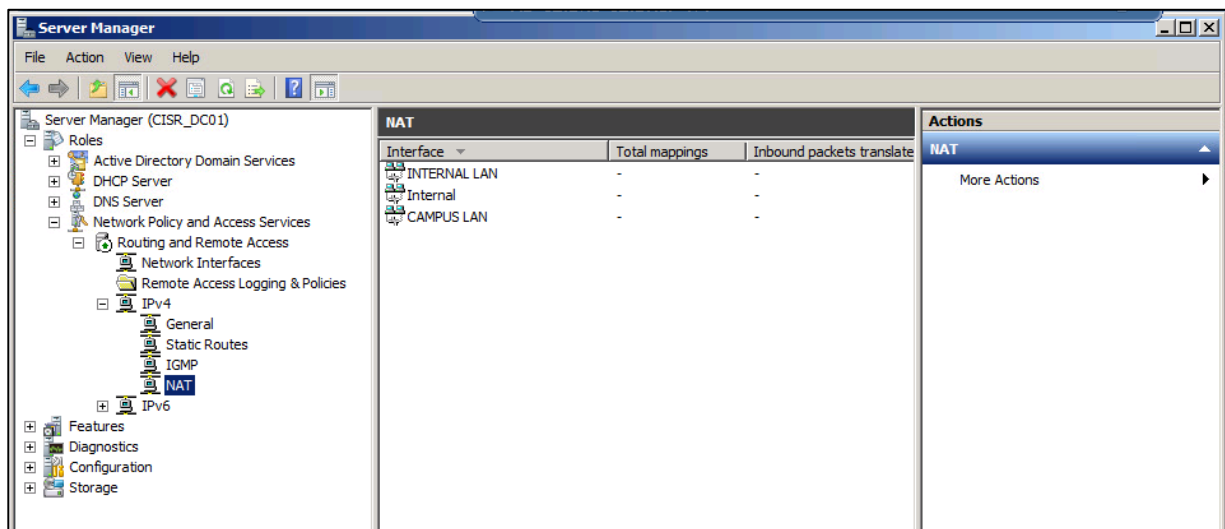 Server Manager
File Action View Help
Server Manager (CISR_DC01)
Roles
Active Directory Domain Services
DHCP Server
DNS Server
Network Policy and Access Services
Routing and Remote Access
Network Interfaces
Remote Access Logging & Policies
IPv4
General
Static Routes
IGMP
NAT
IPv6
Features
Diagnostics
Configuration
Storage
NAT
Interface Total mappings Inbound packets translate
INTERNAL LAN - -
Internal - -
CAMPUS LAN - -
Actions
NAT
More Actions